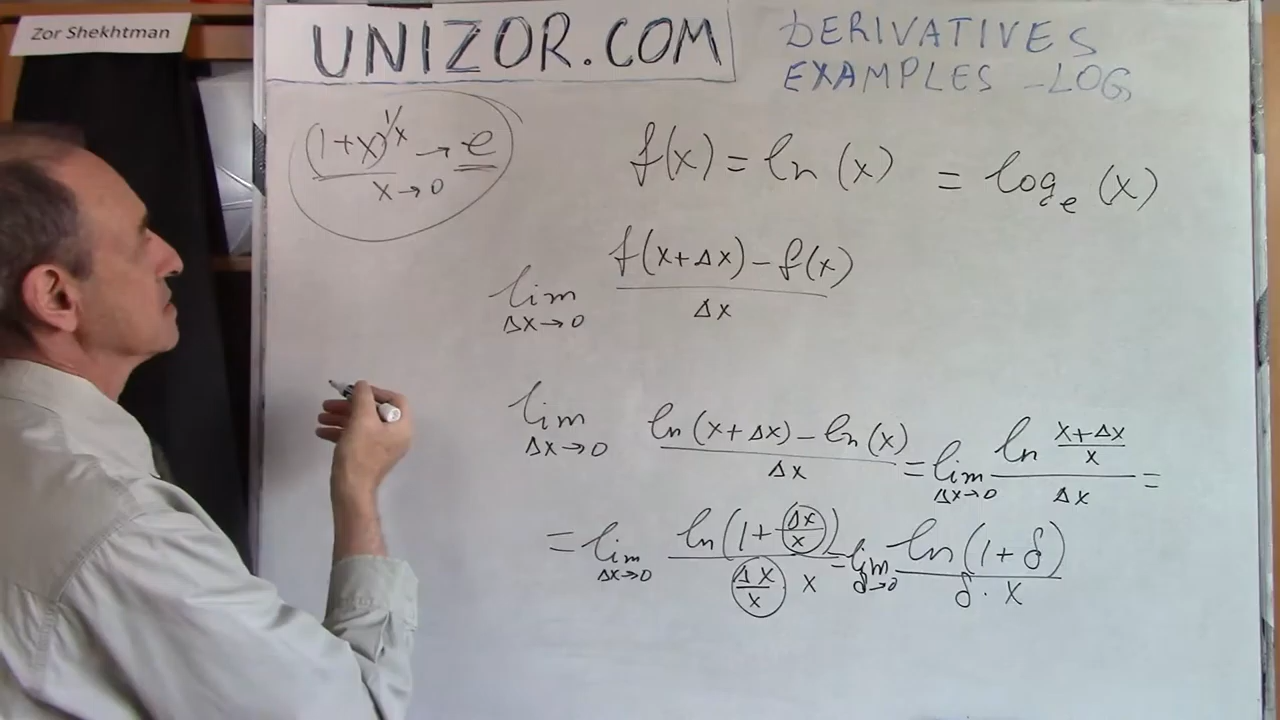 Zor Shekhtman
UNIZOR.COM
DERIVATIVES
EXAMPLES - LOG
(1+x)^{1/x} → e
x→0
f(x) = ln(x) = log_e(x)
lim_{Δx→0} (f(x+Δx) - f(x)) / Δx
lim_{Δx→0} (ln(x+Δx) - ln(x)) / Δx = lim_{Δx→0} (ln (x+Δx)/x) / Δx =
= lim_{Δx→0} ln(1 + Δx/x) / (Δx/x x) = lim_{δ→0} ln(1+δ) / (δ·x)